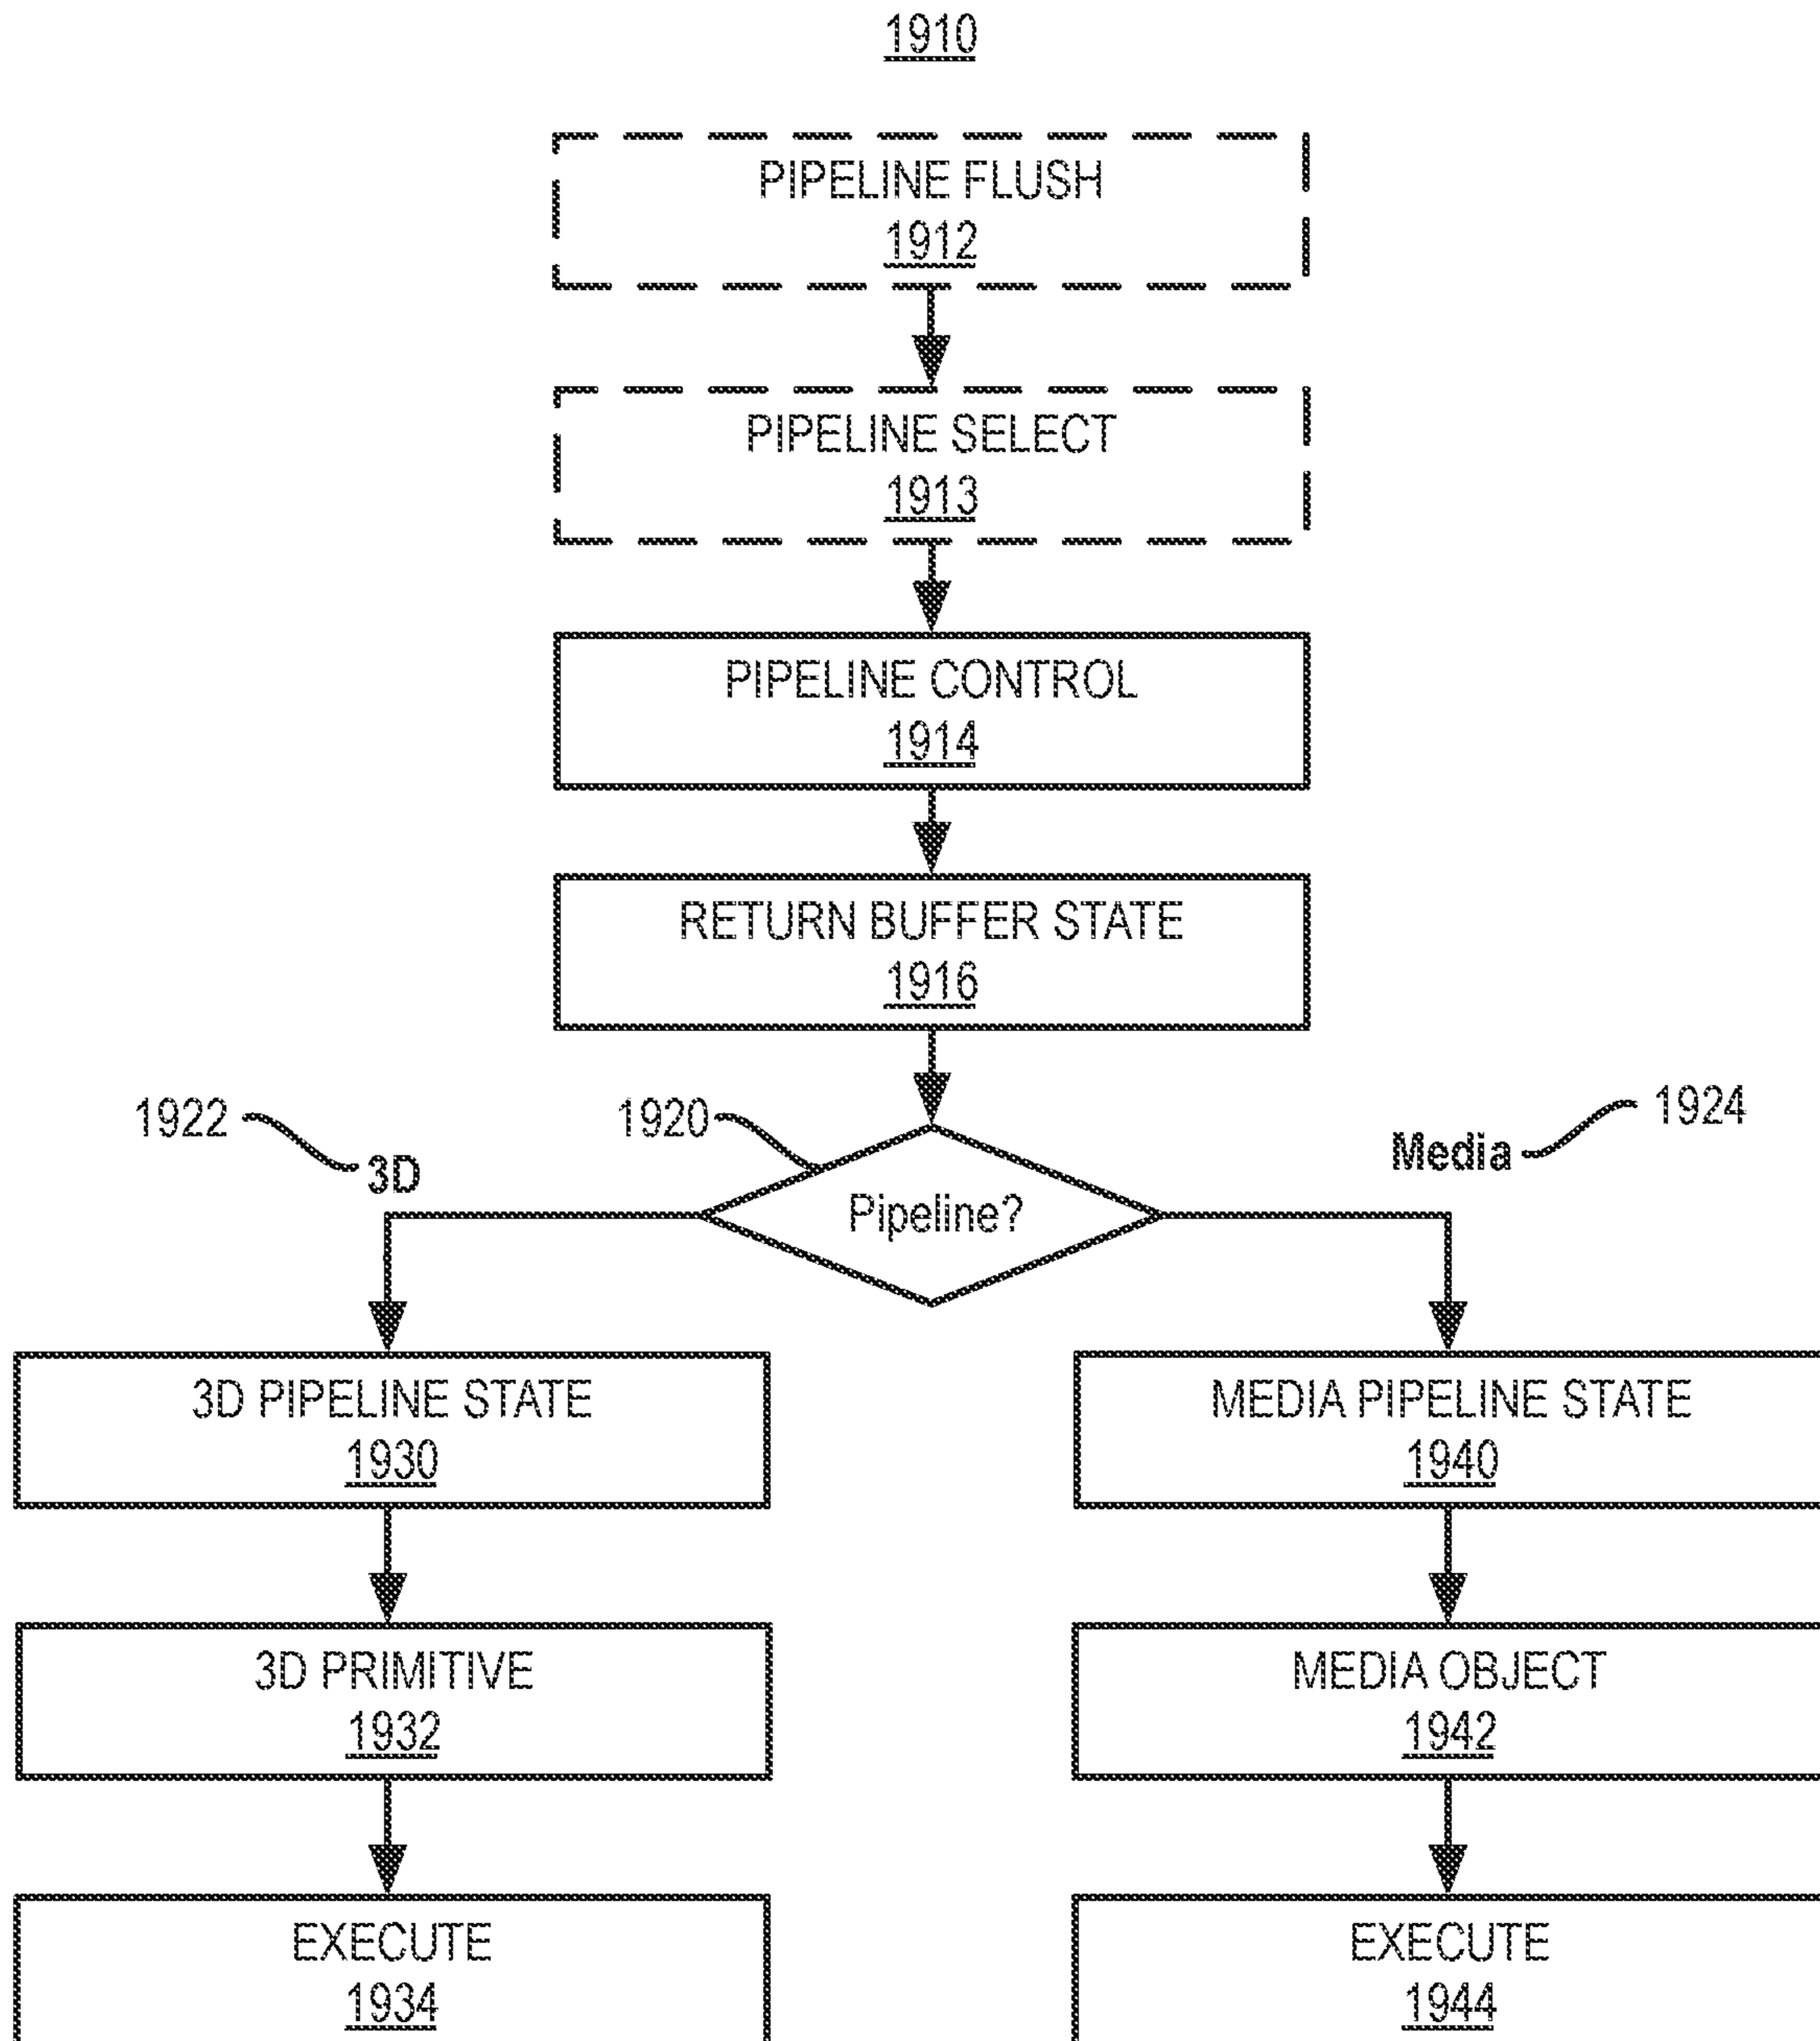 1910
PIPELINE FLUSH
1912
PIPELINE SELECT
1913
PIPELINE CONTROL
1914
RETURN BUFFER STATE
1916
1922
3D
1920
Pipeline?
Media
1924
3D PIPELINE STATE
1930
MEDIA PIPELINE STATE
1940
3D PRIMITIVE
1932
MEDIA OBJECT
1942
EXECUTE
1934
EXECUTE
1944